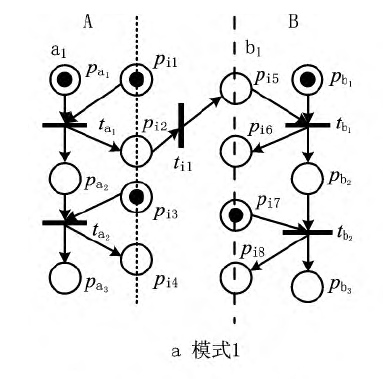 A B
a1 b1
pa1 pi1 pi5 pb1
ta1 pi2 ti1 pi6 tb1
pa2 pi3 pi7 pb2
ta2 pi4 pi8 tb2
pa3 pb3
a 模式1